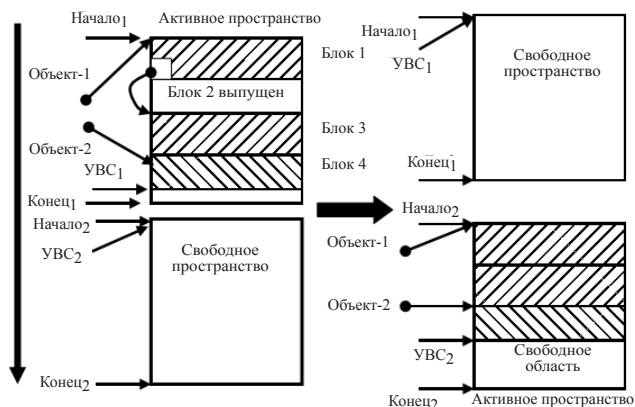 Начало1
Активное пространство
Объект-1
Блок 2 выпущен
Объект-2
УВС1
Конец1
Начало2
УВС2
Свободное
пространство
Конец2
Блок 1
Блок 3
Блок 4
Начало1
УВС1
Свободное
пространство
Конец1
Начало2
Объект-1
Объект-2
УВС2
Свободная
область
Конец2
Активное пространство